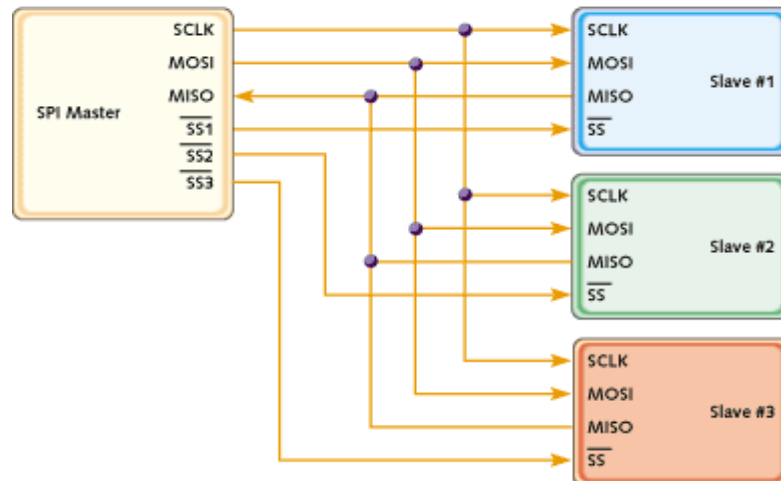 SPI Master
SCLK
MOSI
MISO
SS1
SS2
SS3
SCLK
MOSI
MISO
SS
Slave #1
SCLK
MOSI
MISO
SS
Slave #2
SCLK
MOSI
MISO
SS
Slave #3